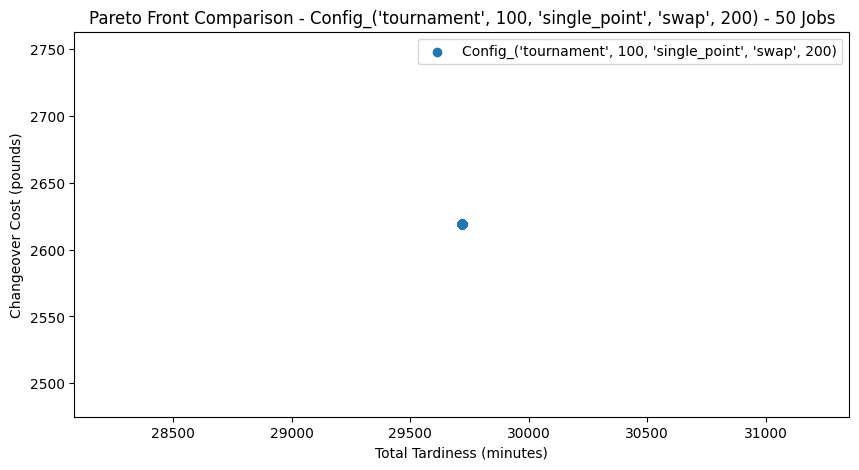 Pareto Front Comparison - Config_('tournament', 100, 'single_point', 'swap', 200) - 50 Jobs
Config_('tournament', 100, 'single_point', 'swap', 200)
Changeover Cost (pounds)
2750
2700
2650
2600
2550
2500
28500 29000 29500 30000 30500 31000
Total Tardiness (minutes)